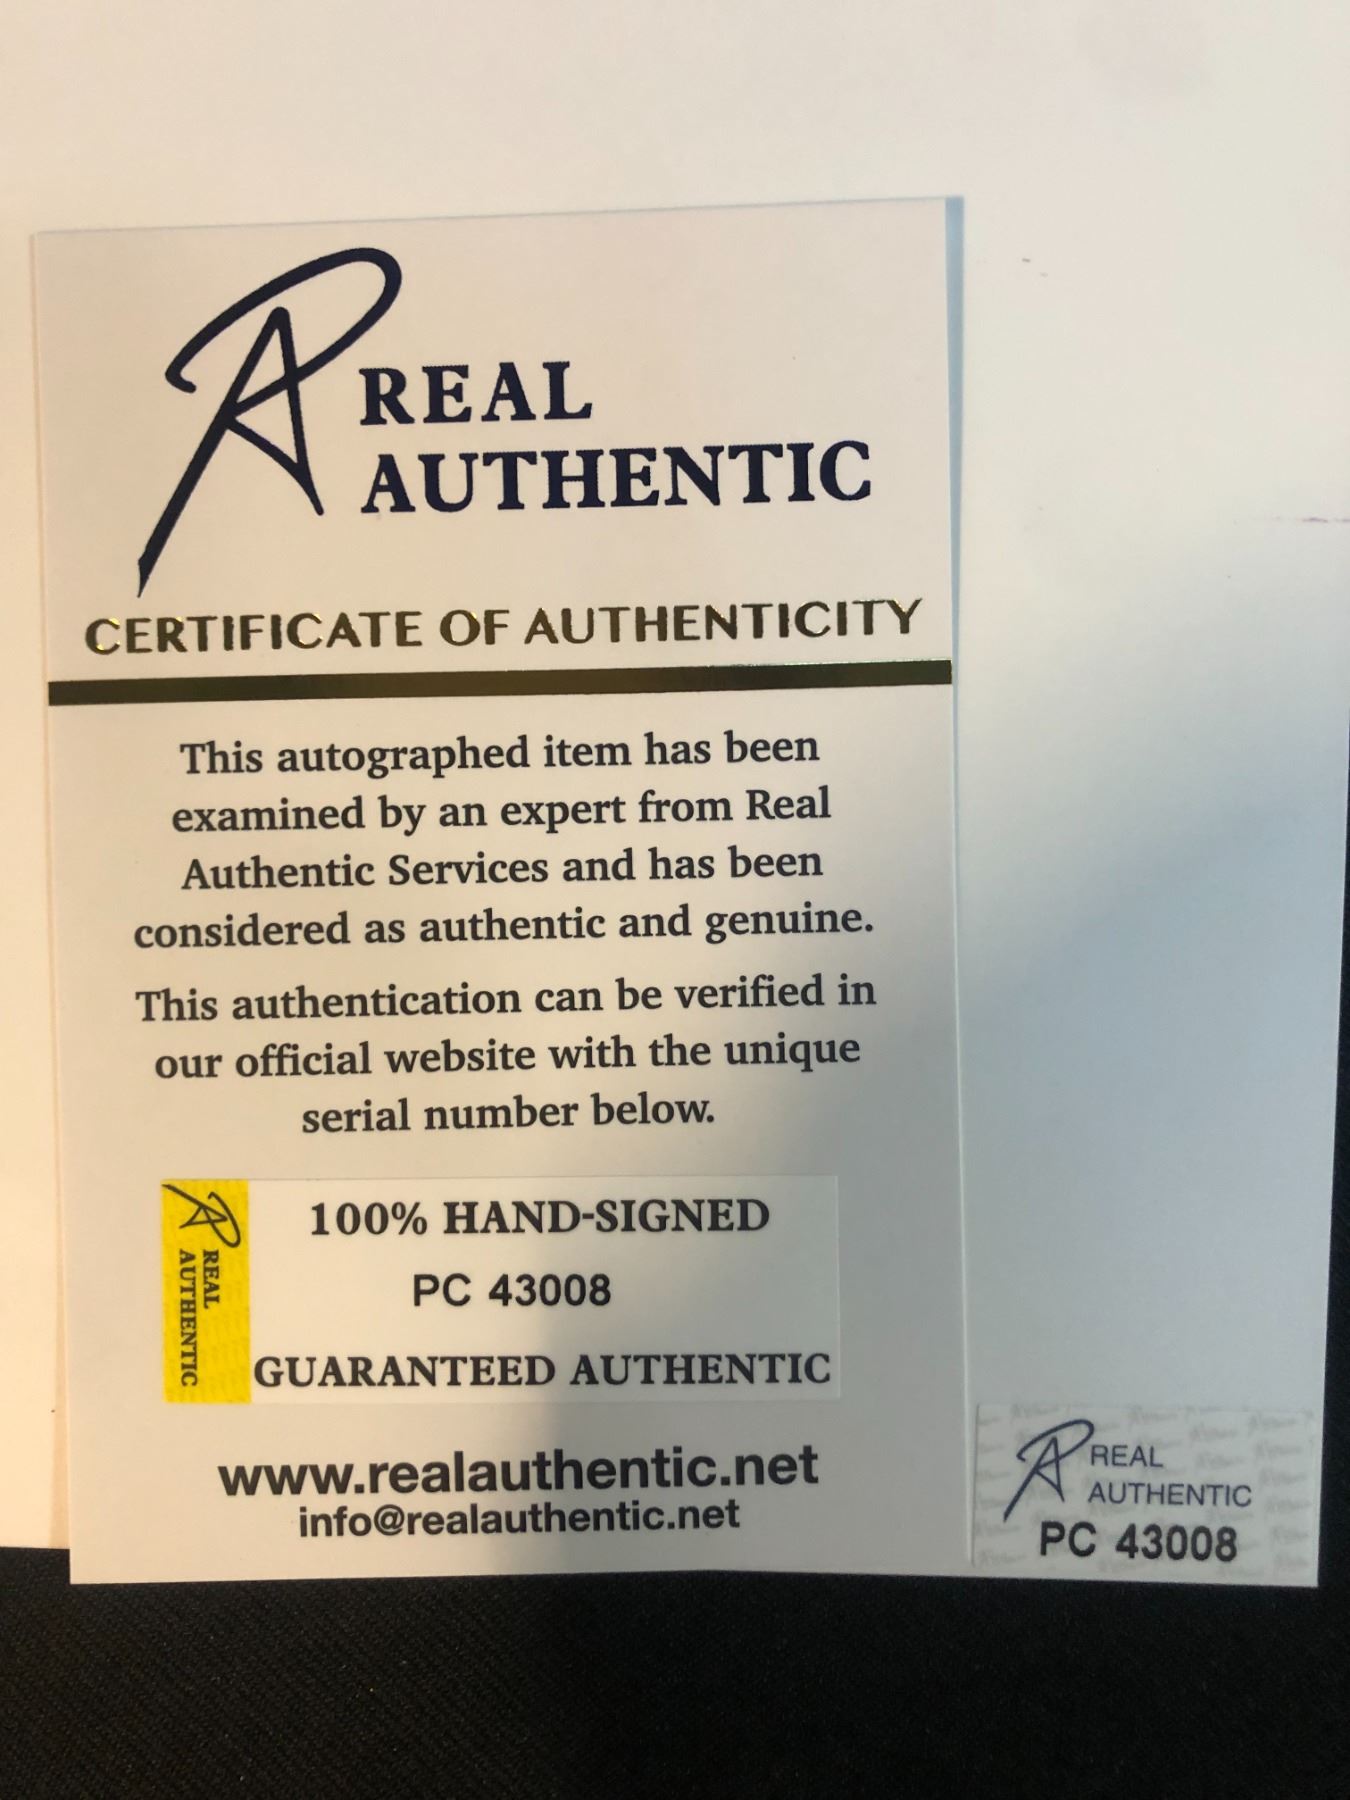 REAL
AUTHENTIC
CERTIFICATE OF AUTHENTICITY
This autographed item has been
examined by an expert from Real
Authentic Services and has been
considered as authentic and genuine.
This authentication can be verified in
our official website with the unique
serial number below.
REAL
AUTHENTIC
100% HAND-SIGNED
PC 43008
GUARANTEED AUTHENTIC
www.realauthentic.net
info@realauthentic.net
REAL
AUTHENTIC
PC 43008